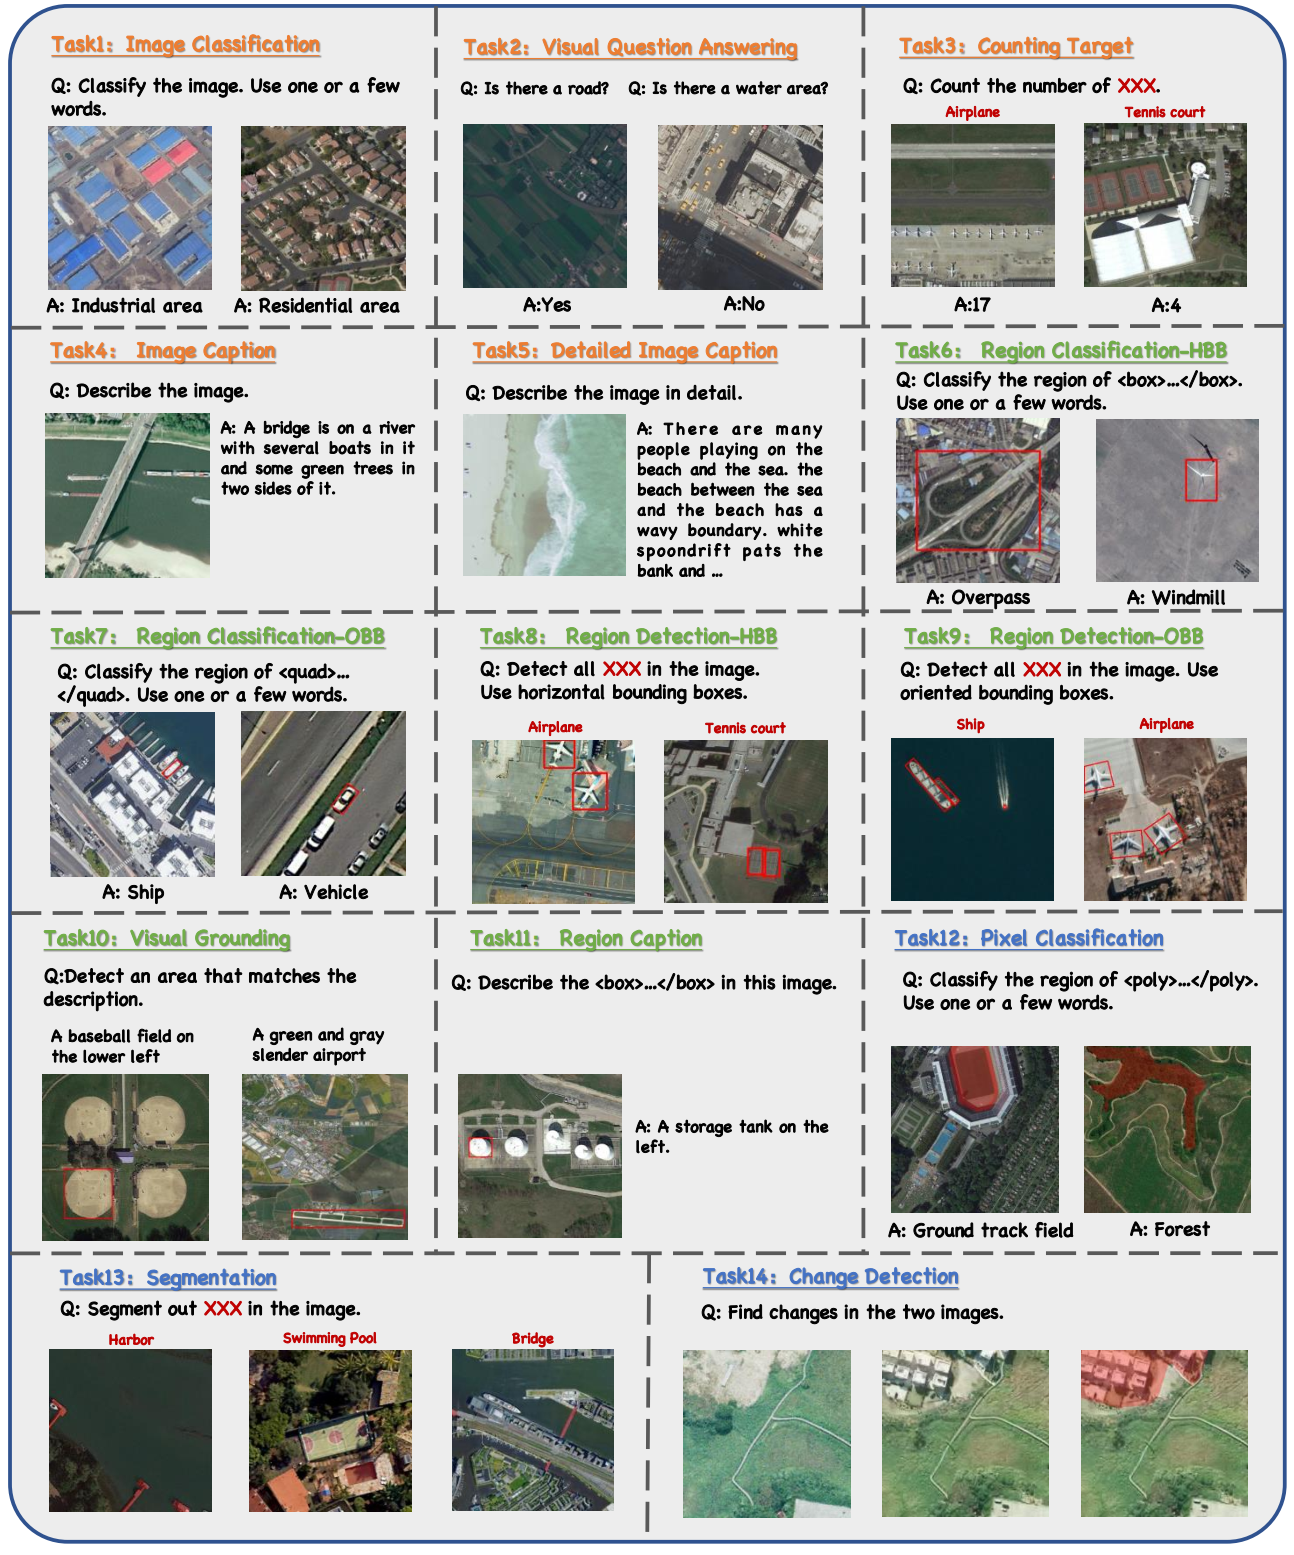 Task1: Image Classification
Q: Classify the image. Use one or a few
words.
A: Industrial area
A: Residential area
Task2: Visual Question Answering
Q: Is there a road?
Q: Is there a water area?
A:Yes
A:No
Task3: Counting Target
Q: Count the number of XXX.
Airplane
Tennis court
A:17
A:4
Task4: Image Caption
Q: Describe the image.
A: A bridge is on a river
with several boats in it
and some green trees in
two sides of it.
Task5: Detailed Image Caption
Q: Describe the image in detail.
A: There are many
people playing on the
beach and the sea. the
beach between the sea
and the beach has a
wavy boundary. white
spoondrift pats the
bank and ...
Task6: Region Classification-HBB
Q: Classify the region of <box>...</box>.
Use one or a few words.
A: Overpass
A: Windmill
Task7: Region Classification-OBB
Q: Classify the region of <quad>...
</quad>. Use one or a few words.
A: Ship
A: Vehicle
Task8: Region Detection-HBB
Q: Detect all XXX in the image.
Use horizontal bounding boxes.
Airplane
Tennis court
Task9: Region Detection-OBB
Q: Detect all XXX in the image. Use
oriented bounding boxes.
Ship
Airplane
Task10: Visual Grounding
Q:Detect an area that matches the
description.
A baseball field on
the lower left
A green and gray
slender airport
Task11: Region Caption
Q: Describe the <box>...</box> in this image.
A: A storage tank on the
left.
Task12: Pixel Classification
Q: Classify the region of <poly>...</poly>.
Use one or a few words.
A: Ground track field
A: Forest
Task13: Segmentation
Q: Segment out XXX in the image.
Harbor
Swimming Pool
Bridge
Task14: Change Detection
Q: Find changes in the two images.